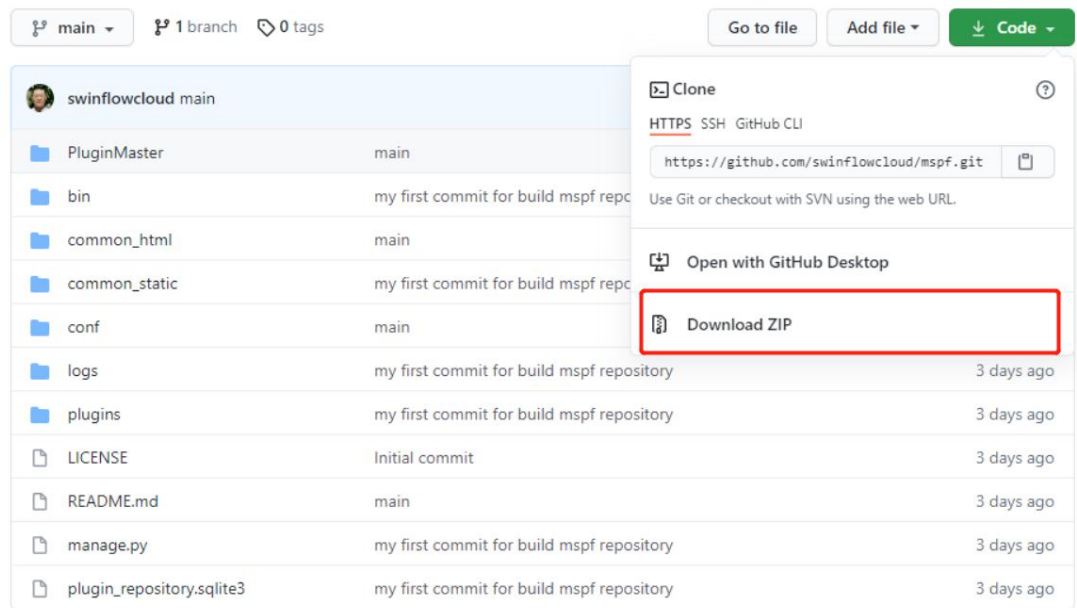 main 1 branch 0 tags Go to file Add file Code
swinflowcloud main
Clone
HTTPS SSH GitHub CLI
https://github.com/swinflowcloud/mspf.git
Use Git or checkout with SVN using the web URL.
Open with GitHub Desktop
Download ZIP
PluginMaster main
bin my first commit for build mspf repo
common_html main
common_static my first commit for build mspf repo
conf main
logs my first commit for build mspf repository 3 days ago
plugins my first commit for build mspf repository 3 days ago
LICENSE Initial commit 3 days ago
README.md main 3 days ago
manage.py my first commit for build mspf repository 3 days ago
plugin_repository.sqlite3 my first commit for build mspf repository 3 days ago